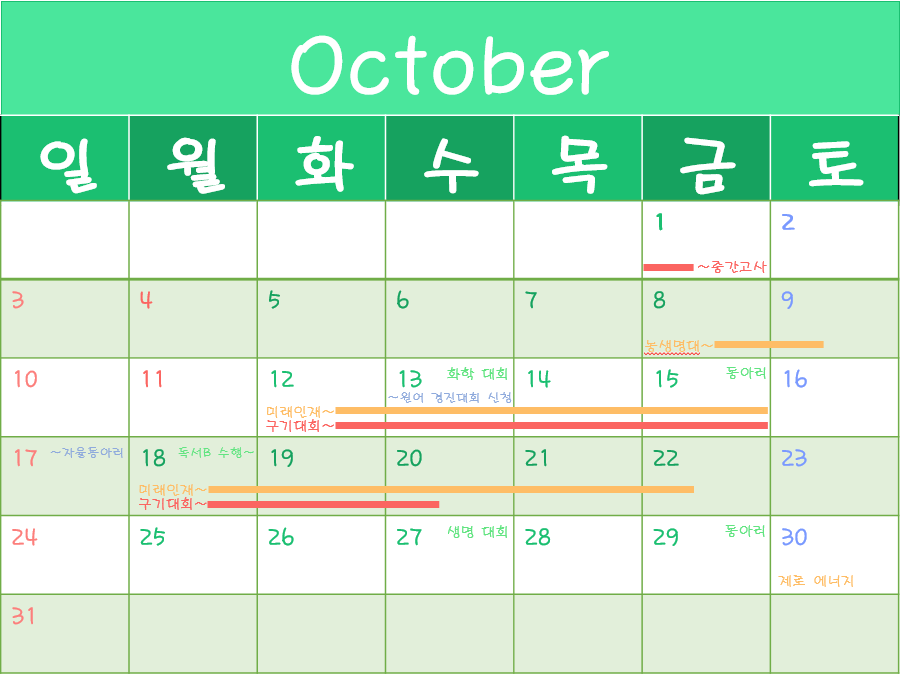 October
일 월 화 수 목 금 토
1 2
~중간고사
3 4 5 6 7 8 9
농생명대~
10 11 12 13 화학 대회 14 15 동아리 16
~원어 경진대회 신청
미래인재~
구기대회~
17 ~자율동아리 18 독서B 수행~ 19 20 21 22 23
미래인재~
구기대회~
24 25 26 27 생명 대회 28 29 동아리 30
제로 에너지
31